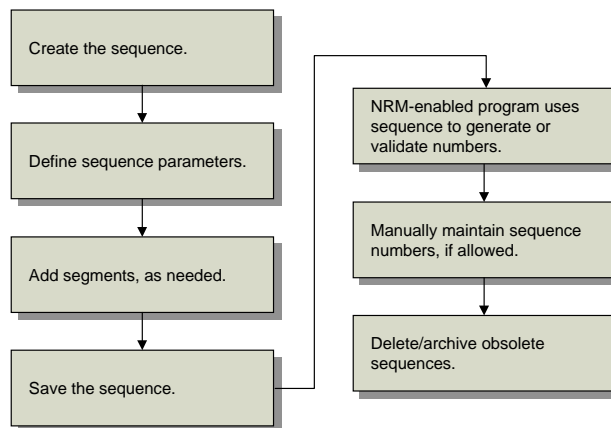 Create the sequence.
Define sequence parameters.
Add segments, as needed.
Save the sequence.
NRM-enabled program uses
sequence to generate or
validate numbers.
Manually maintain sequence
numbers, if allowed.
Delete/archive obsolete
sequences.